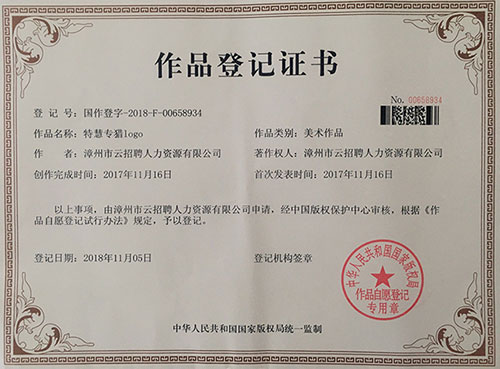 作品登记证书
No. 00658934
登 记 号：国作登字-2018-F-00658934
作品名称：特慧专猎logo 作品类别：美术作品
作 者：漳州市云招聘人力资源有限公司 著作权人：漳州市云招聘人力资源有限公司
创作完成时间：2017年11月16日 首次发表时间：2017年11月16日
以上事项，由漳州市云招聘人力资源有限公司申请，经中国版权保护中心审核，根据《作
品自愿登记试行办法》规定，予以登记。
登记日期：2018年11月05日 登记机构签章
中华人民共和国国家版权局
作品自愿登记
专用章
中华人民共和国国家版权局统一监制